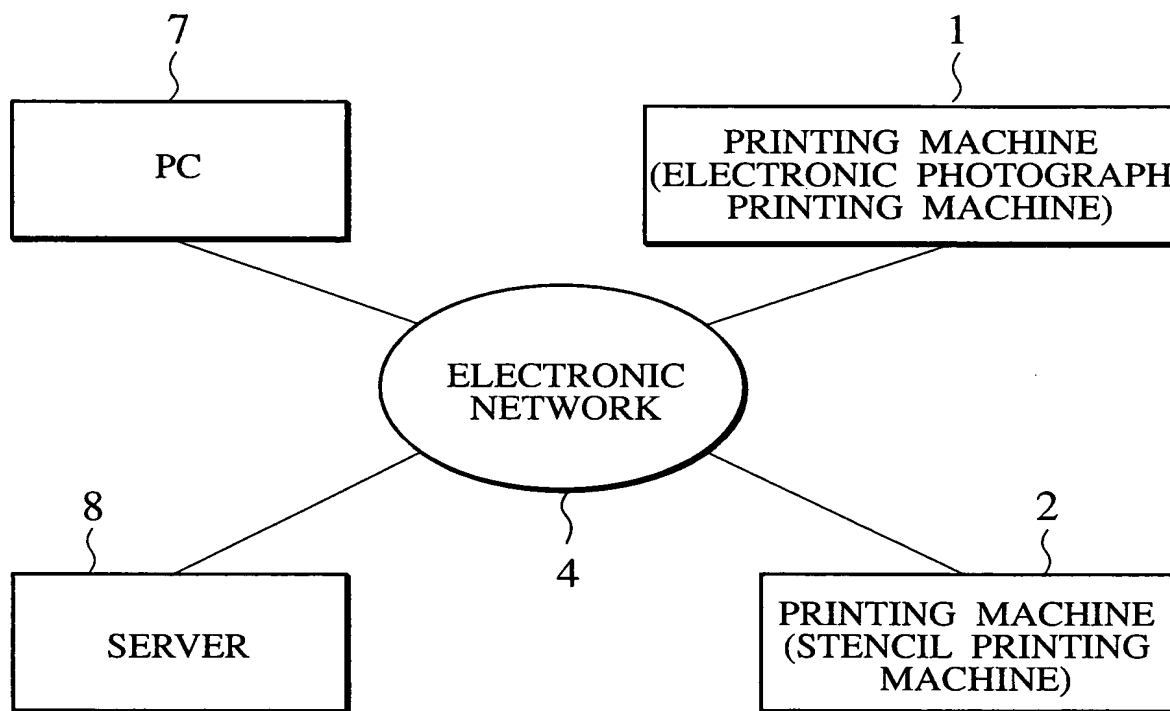 7
1
PC
PRINTING MACHINE
(ELECTRONIC PHOTOGRAPH
PRINTING MACHINE)
ELECTRONIC
NETWORK
8
4
2
SERVER
PRINTING MACHINE
(STENCIL PRINTING
MACHINE)